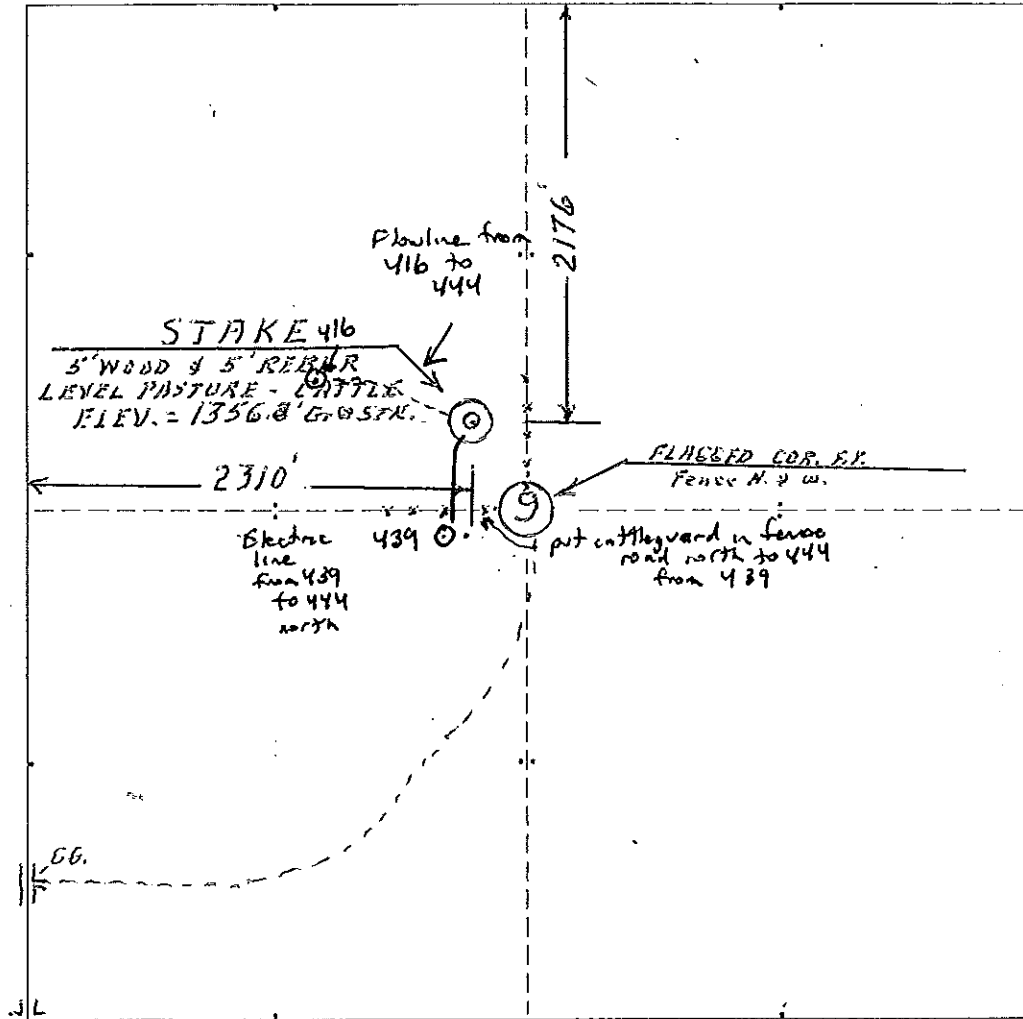 2176'
Flowline from
416 to
444
STAKE 416
5' WOOD & 5' REBAR
LEVEL PASTURE - CATTLE
ELEV. = 1356.8' Gr @ STK.
2310'
FLAGGED COR.
Fence N. & W.
9
439
Electric
line
from 439
to 444
north
put cattleguard in fence
road north to 444
from 439